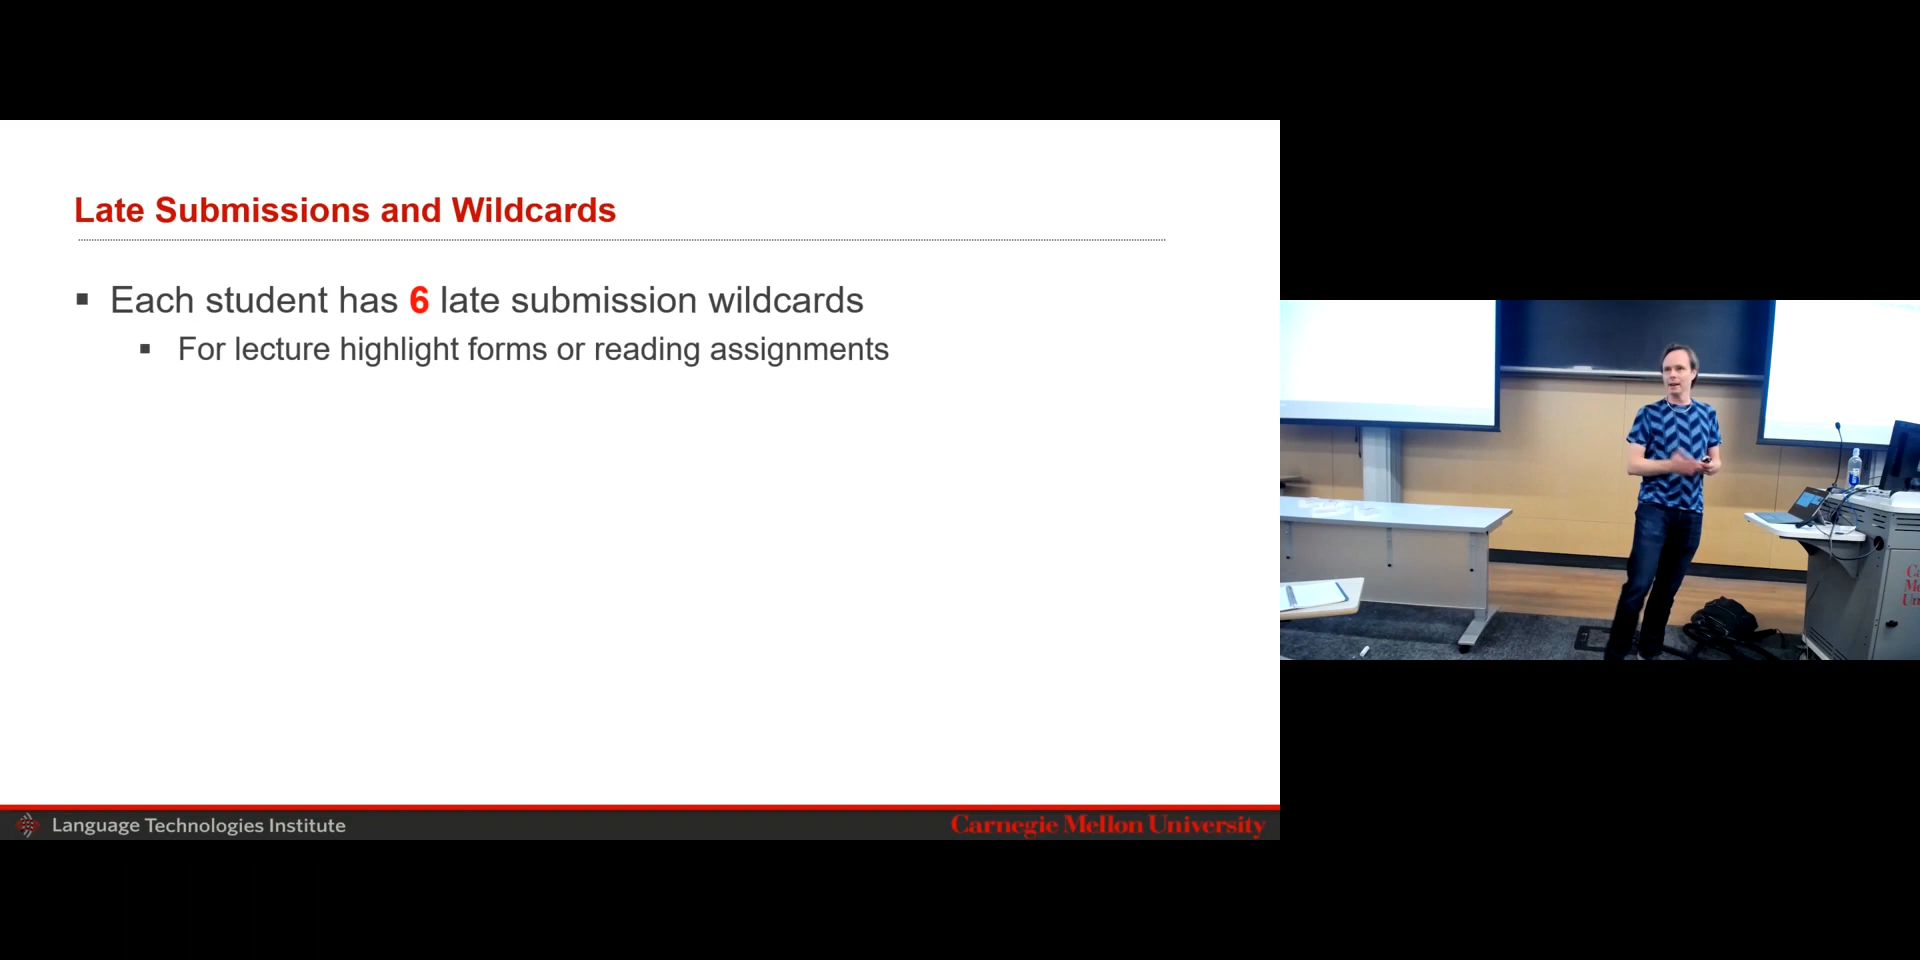 Late Submissions and Wildcards
Each student has 6 late submission wildcards
For lecture highlight forms or reading assignments
Language Technologies Institute
Carnegie Mellon University